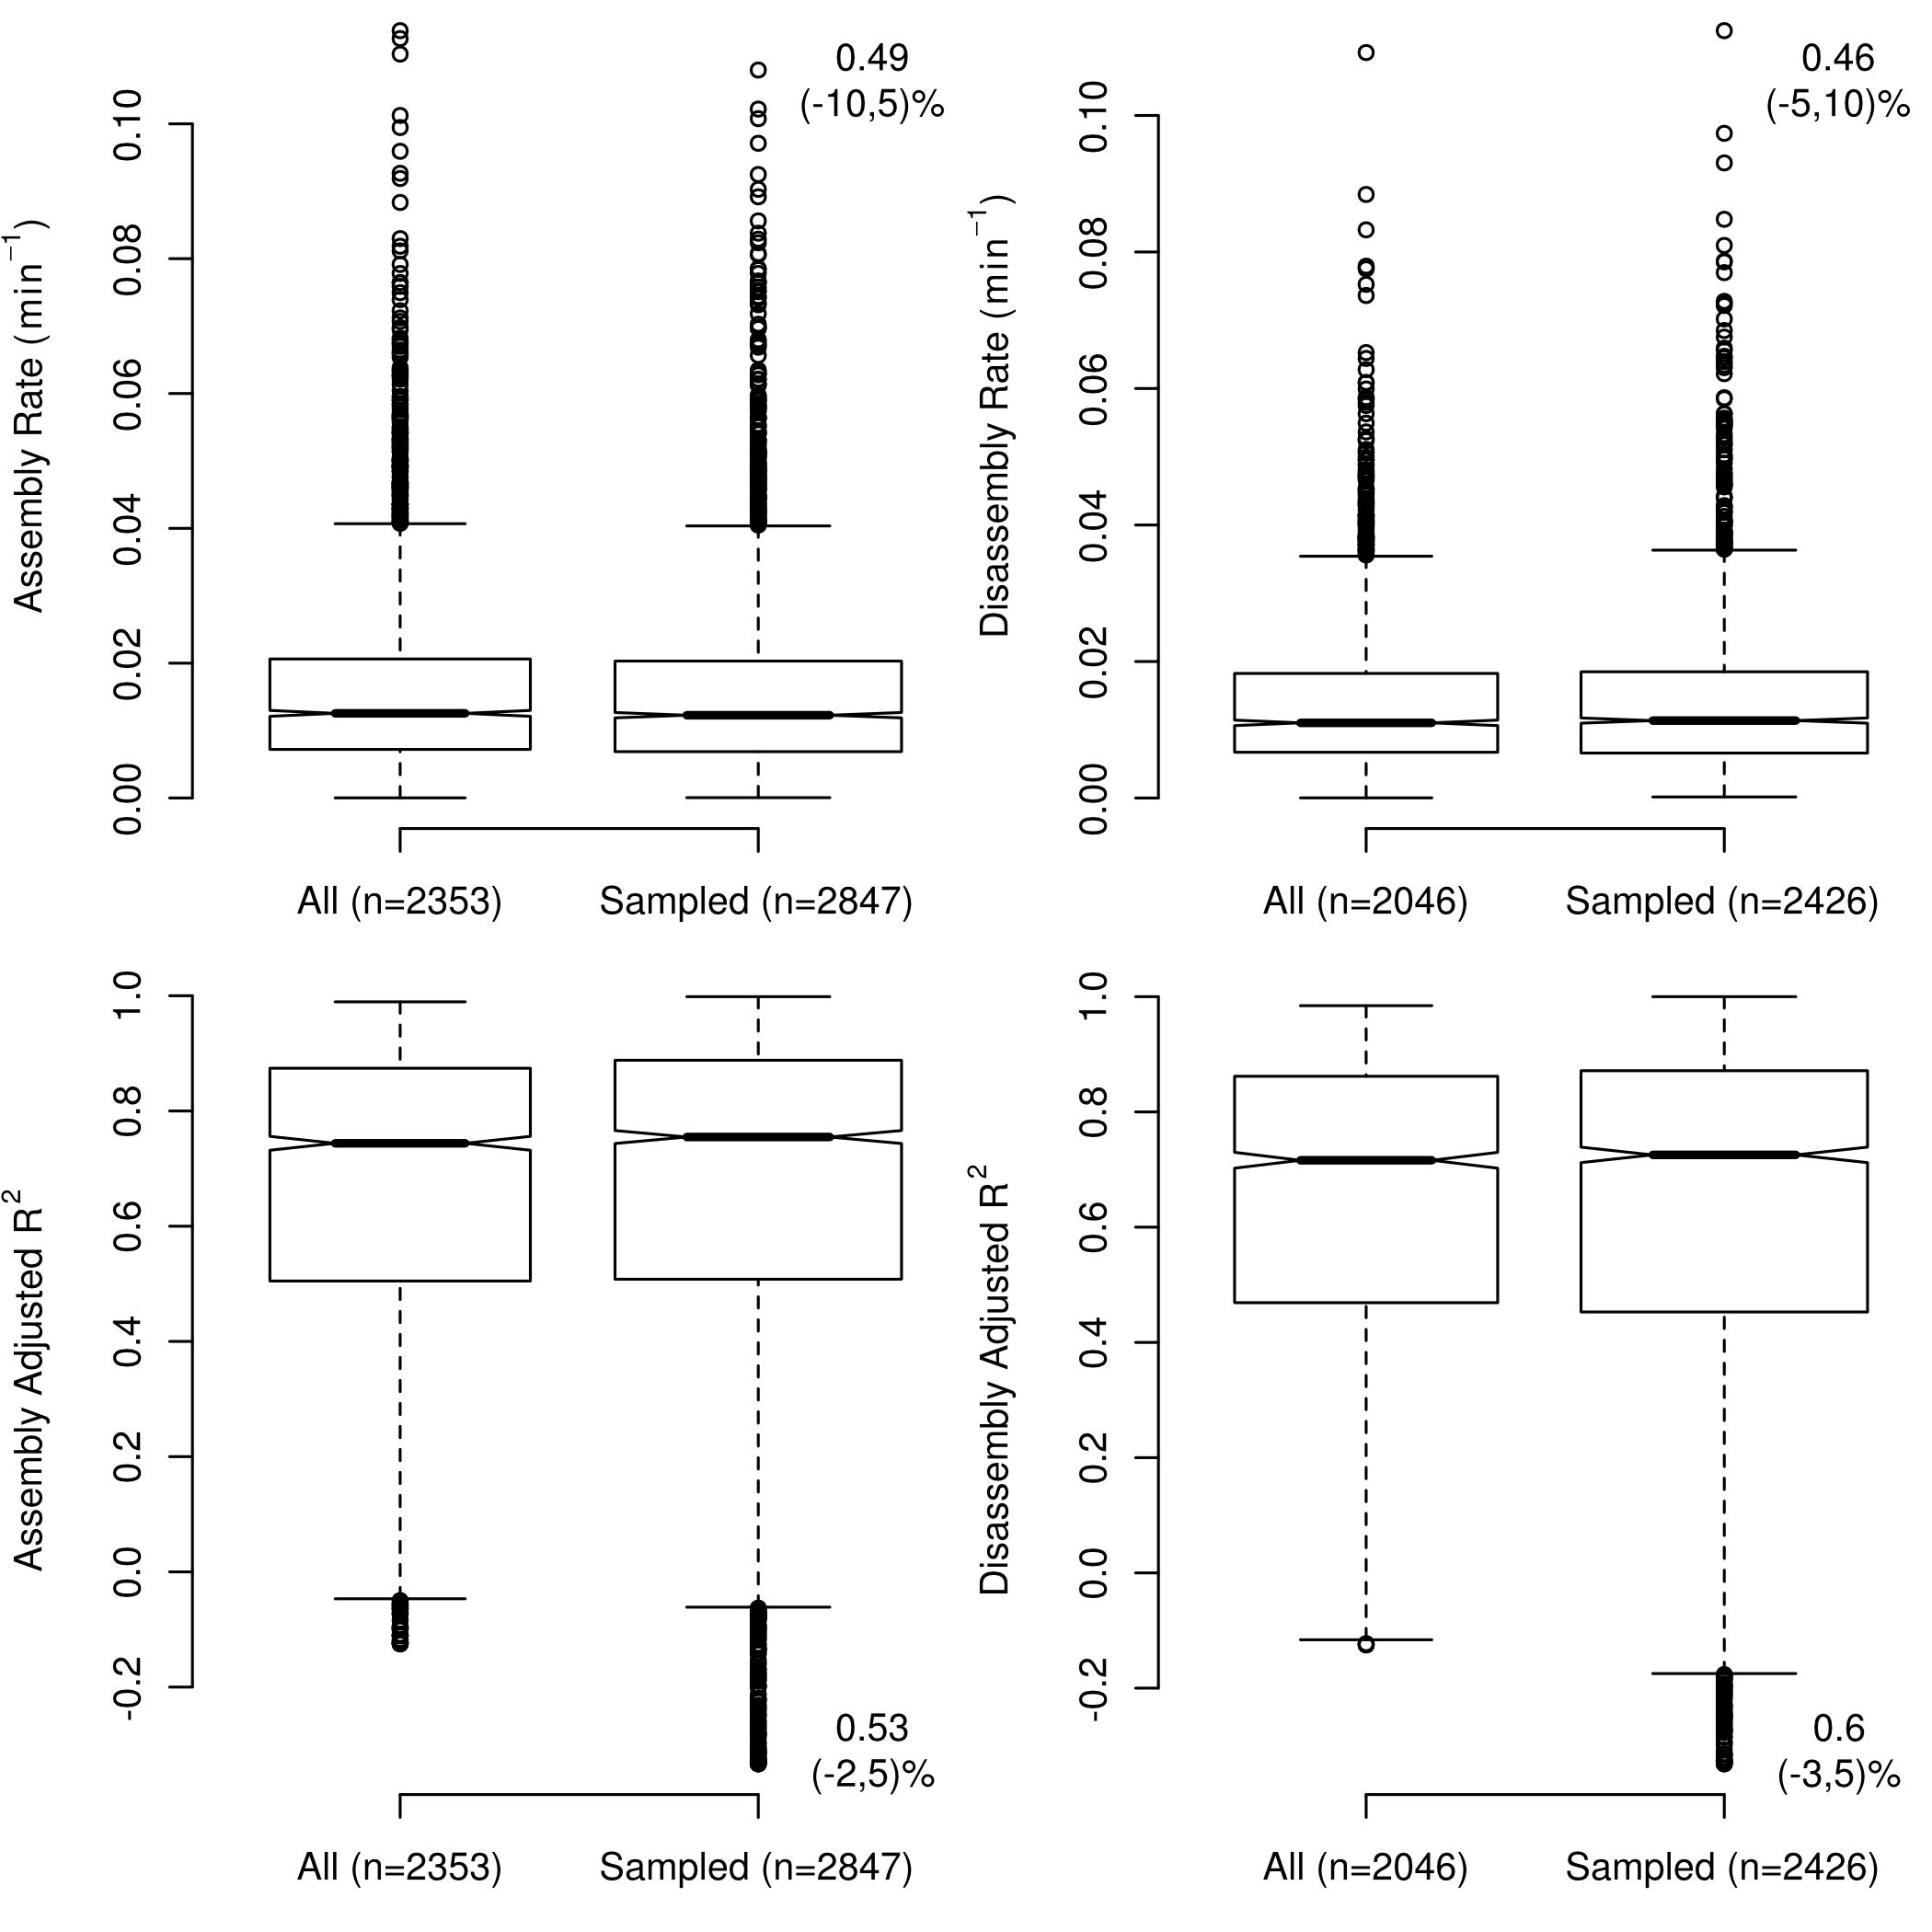 Assembly Rate (min⁻¹)
0.00 0.02 0.04 0.06 0.08 0.10
0.49
(-10,5)%
All (n=2353) Sampled (n=2847)
Disassembly Rate (min⁻¹)
0.00 0.02 0.04 0.06 0.08 0.10
0.46
(-5,10)%
All (n=2046) Sampled (n=2426)
Assembly Adjusted R²
-0.2 0.0 0.2 0.4 0.6 0.8 1.0
0.53
(-2,5)%
All (n=2353) Sampled (n=2847)
Disassembly Adjusted R²
-0.2 0.0 0.2 0.4 0.6 0.8 1.0
0.6
(-3,5)%
All (n=2046) Sampled (n=2426)